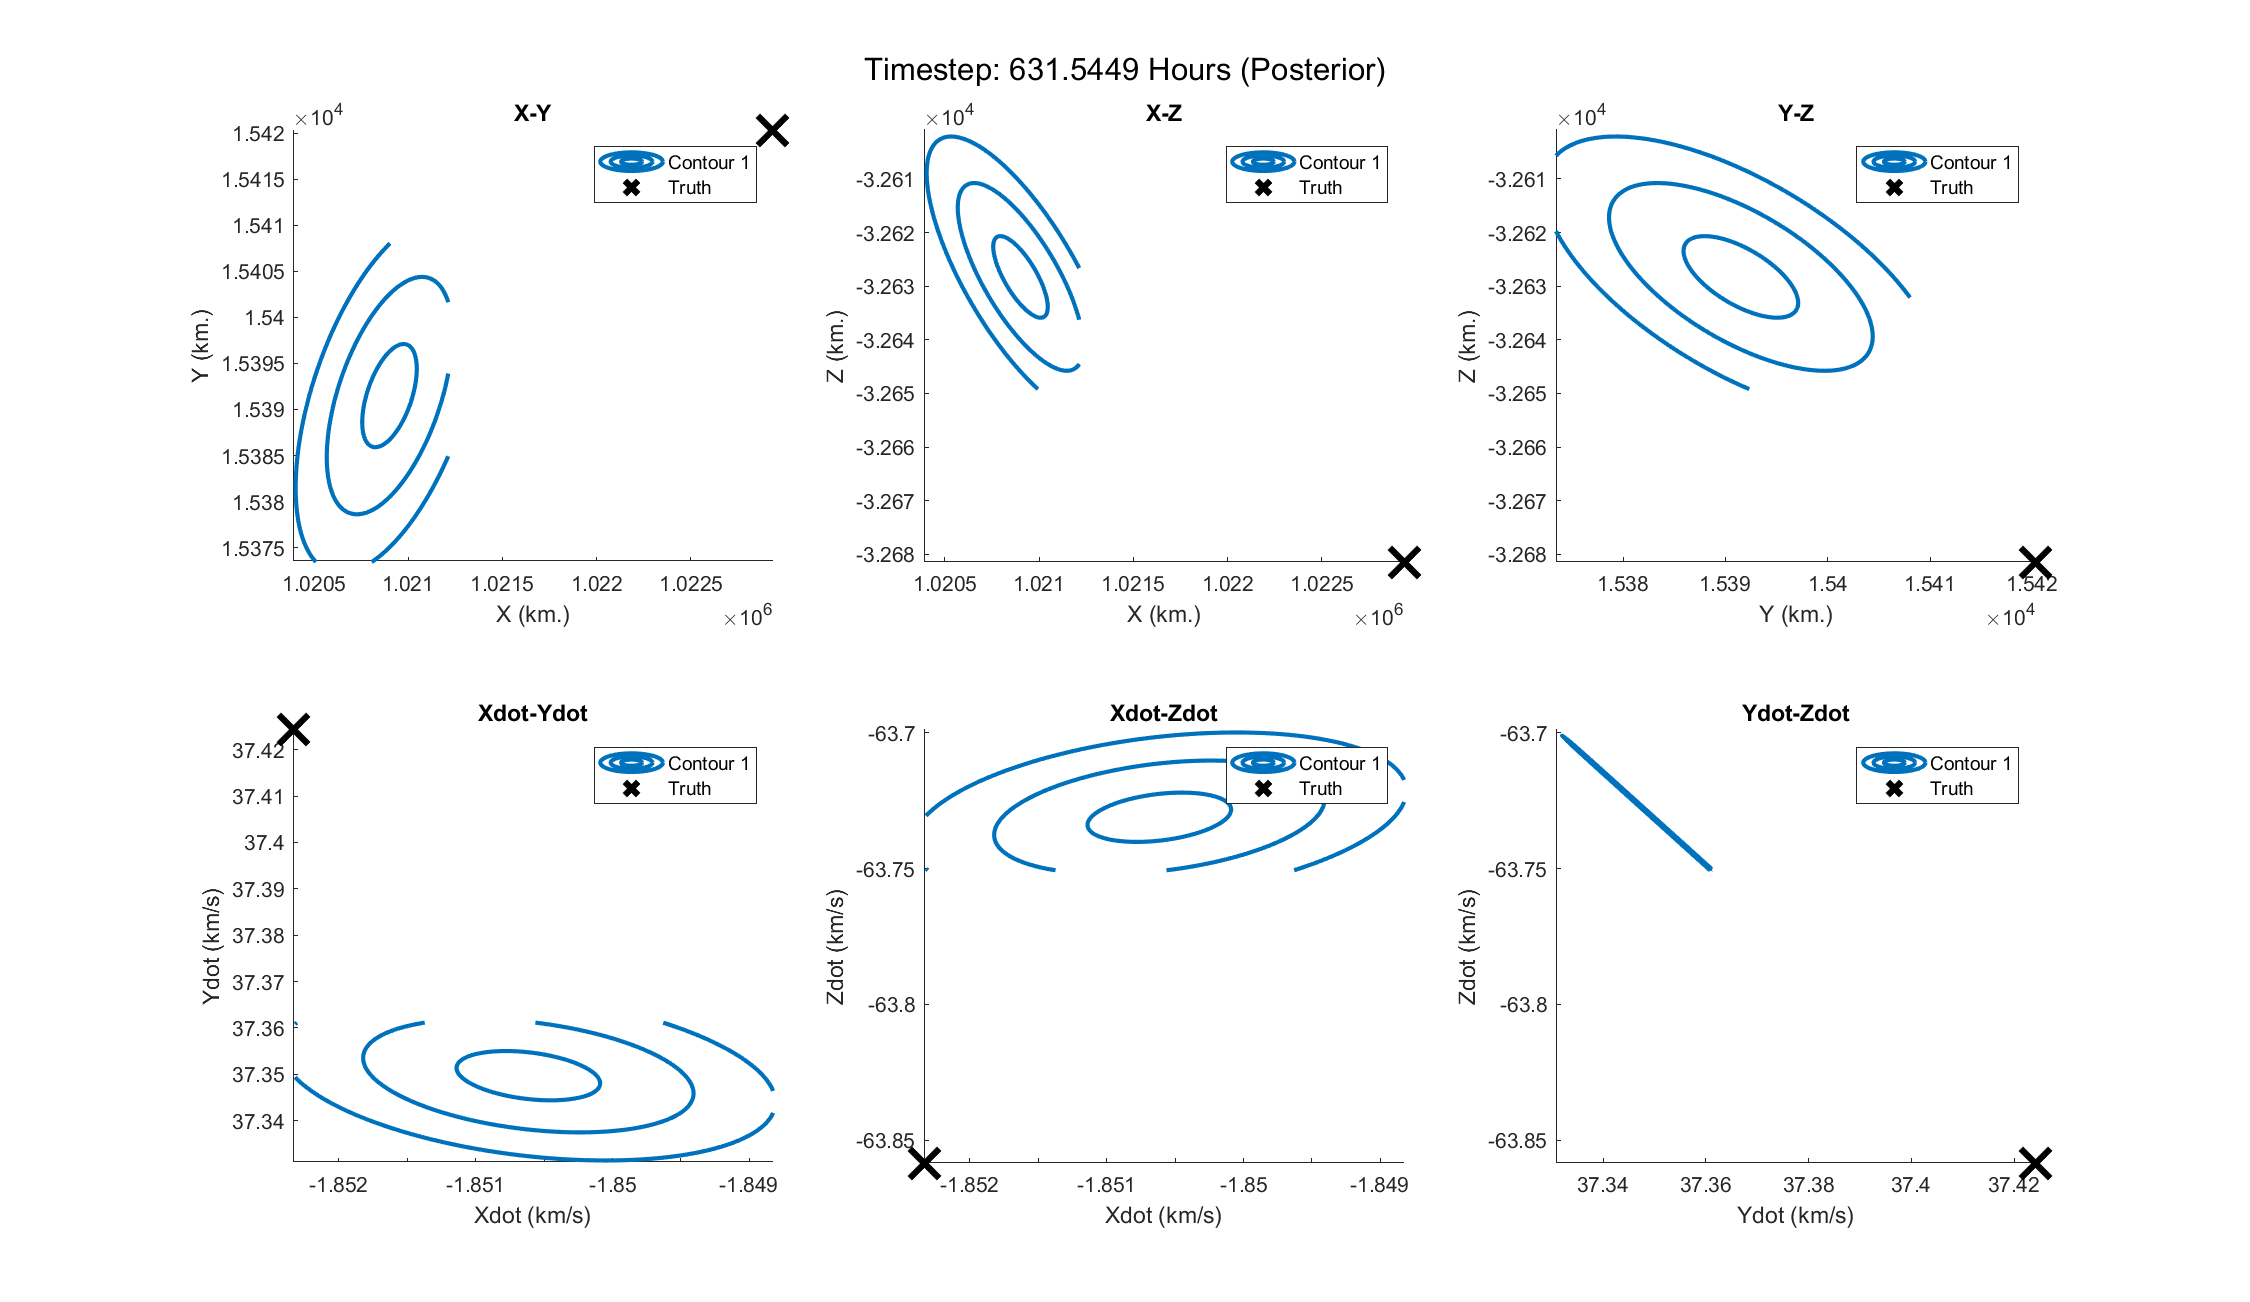 Timestep: 631.5449 Hours (Posterior)
X-Y
×10^4
1.542
1.5415
1.541
1.5405
1.54
1.5395
1.539
1.5385
1.538
1.5375
Y (km.)
Contour 1
Truth
1.0205
1.021
1.0215
1.022
1.0225
X (km.)
×10^6
X-Z
×10^4
-3.261
-3.262
-3.263
-3.264
-3.265
-3.266
-3.267
-3.268
Z (km.)
Contour 1
Truth
1.0205
1.021
1.0215
1.022
1.0225
X (km.)
×10^6
Y-Z
×10^4
-3.261
-3.262
-3.263
-3.264
-3.265
-3.266
-3.267
-3.268
Z (km.)
Contour 1
Truth
1.538
1.539
1.54
1.541
1.542
Y (km.)
×10^4
Xdot-Ydot
37.42
37.41
37.4
37.39
37.38
37.37
37.36
37.35
37.34
Ydot (km/s)
Contour 1
Truth
-1.852
-1.851
-1.85
-1.849
Xdot (km/s)
Xdot-Zdot
-63.7
-63.75
-63.8
-63.85
Zdot (km/s)
Contour 1
Truth
-1.852
-1.851
-1.85
-1.849
Xdot (km/s)
Ydot-Zdot
-63.7
-63.75
-63.8
-63.85
Zdot (km/s)
Contour 1
Truth
37.34
37.36
37.38
37.4
37.42
Ydot (km/s)